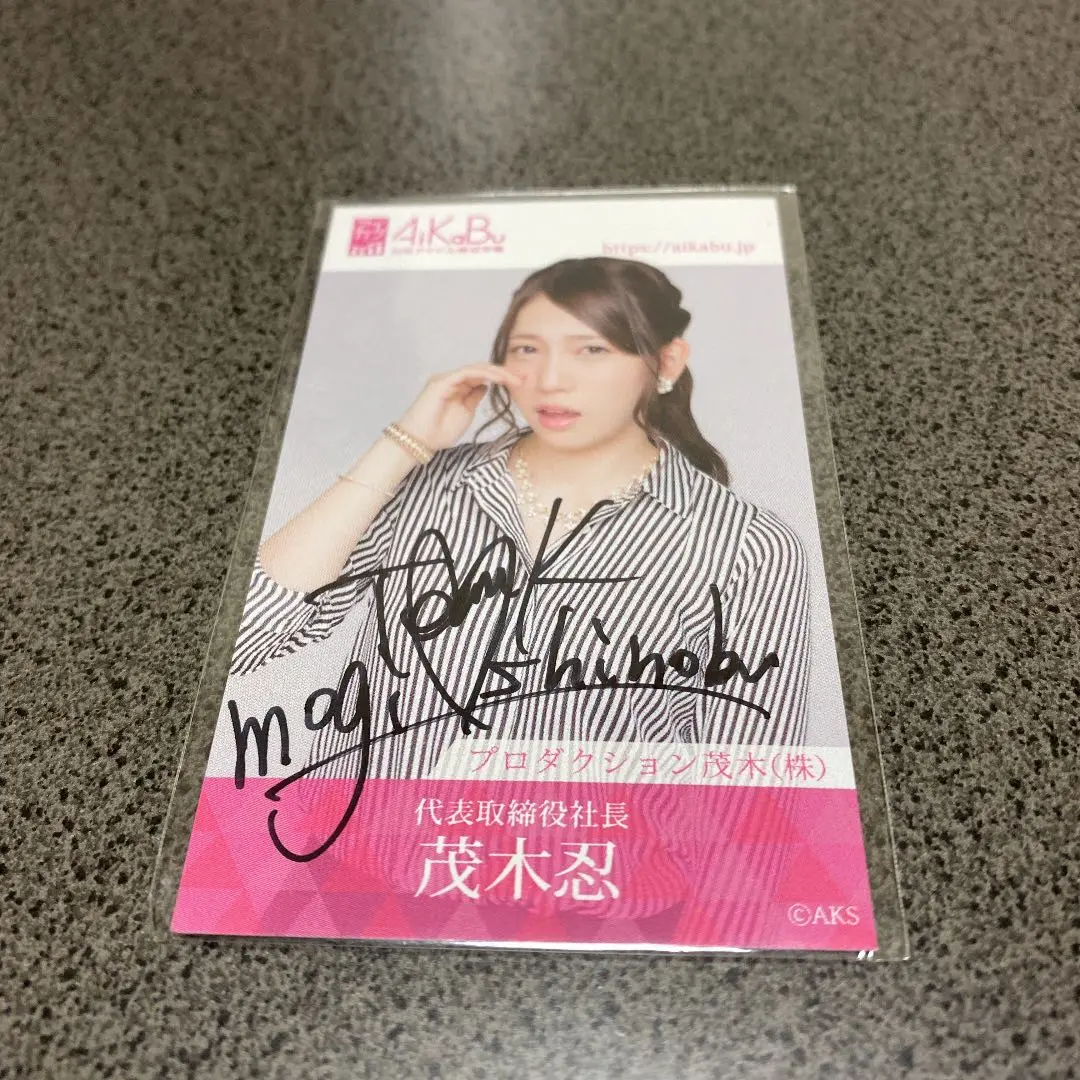 AiKaBu
https://aikabu.jp
Team K
mogi shinobu
プロダクション茂木(株)
代表取締役社長
茂木忍
©AKS